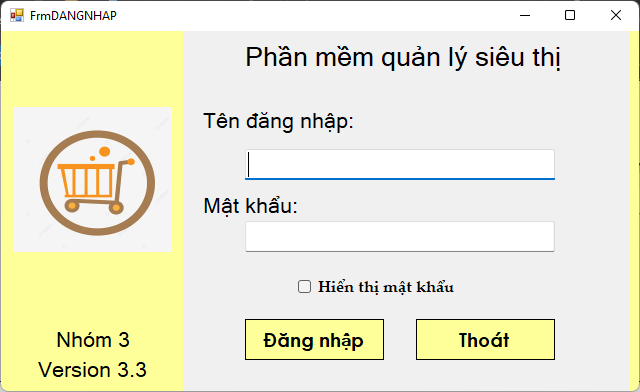 FrmDANGNHAP
Phần mềm quản lý siêu thị
Tên đăng nhập:
Mật khẩu:
Hiển thị mật khẩu
Đăng nhập
Thoát
Nhóm 3
Version 3.3